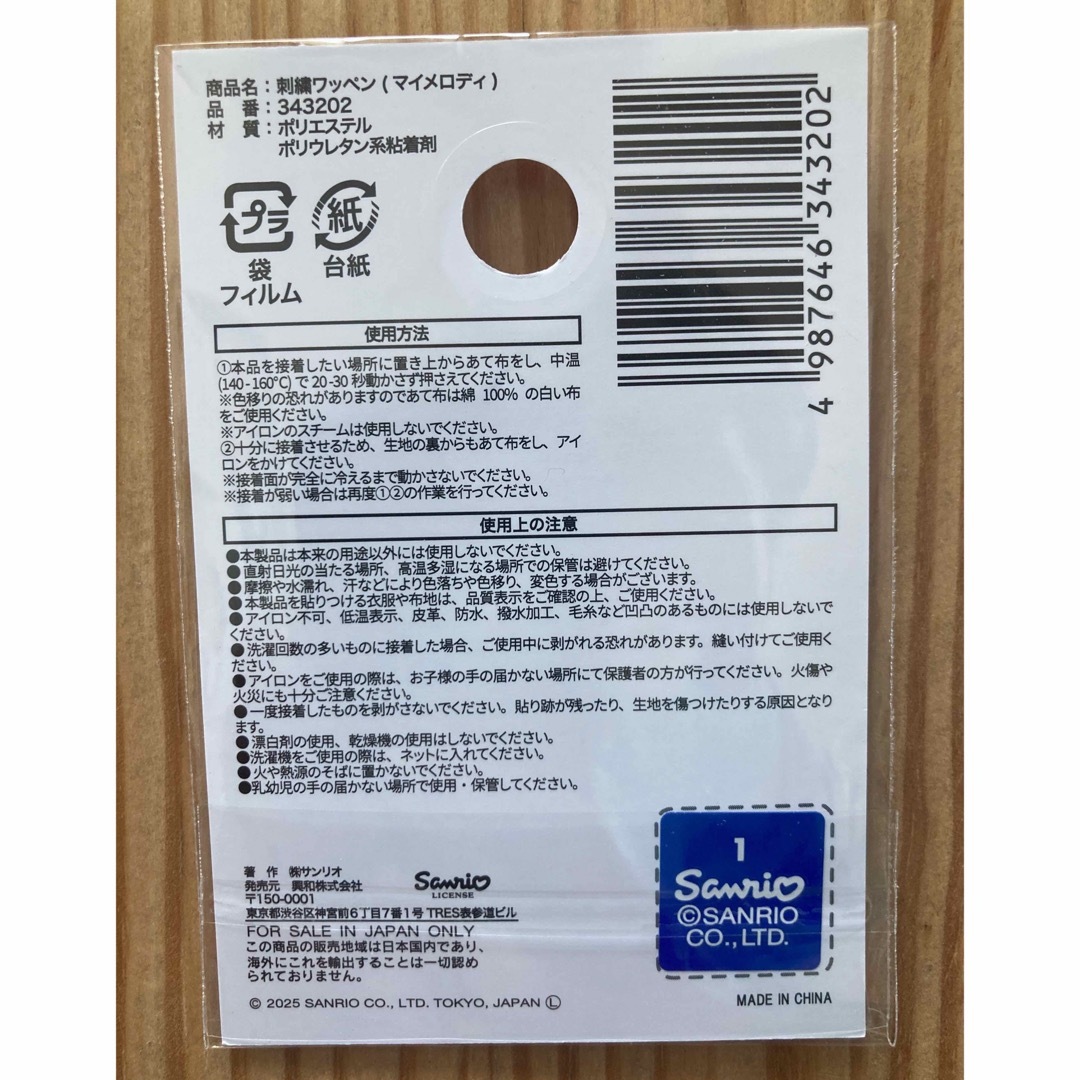 商品名：刺繍ワッペン ( マイメロディ )
品　番：343202
材　質：ポリエステル
ポリウレタン系粘着剤
プラ
袋
フィルム
紙
台紙
4 987646 343202
使用方法
①本品を接着したい場所に置き上からあて布をし、中温
(140 - 160℃) で 20-30 秒動かさず押さえてください。
※色移りの恐れがありますのであて布は綿 100% の白い布
をご使用ください。
※アイロンのスチームは使用しないでください。
②十分に接着させるため、生地の裏からもあて布をし、アイ
ロンをかけてください。
※接着面が完全に冷えるまで動かさないでください。
※接着が弱い場合は再度①②の作業を行ってください。
使用上の注意
●本製品は本来の用途以外には使用しないでください。
●直射日光の当たる場所、高温多湿になる場所での保管は避けてください。
●摩擦や水濡れ、汗などにより色落ちや色移り、変色する場合がございます。
●本製品を貼りつける衣服や布地は、品質表示をご確認の上、ご使用ください。
●アイロン不可、低温表示、皮革、防水、撥水加工、毛糸など凹凸のあるものには使用しないで
ください。
●洗濯回数の多いものに接着した場合、ご使用中に剥がれる恐れがあります。縫い付けてご使用く
ださい。
●アイロンをご使用の際は、お子様の手の届かない場所にて保護者の方が行ってください。火傷や
火災にも十分ご注意ください。
●一度接着したものを剥がさないでください。貼り跡が残ったり、生地を傷つけたりする原因となり
ます。
●漂白剤の使用、乾燥機の使用はしないでください。
●洗濯機をご使用の際は、ネットに入れてください。
●火や熱源のそばに置かないでください。
●乳幼児の手の届かない場所で使用・保管してください。
著　作　㈱サンリオ
発売元　興和株式会社
〒150-0001
東京都渋谷区神宮前6丁目7番1号 TRES表参道ビル
FOR SALE IN JAPAN ONLY
この商品の販売地域は日本国内であり、
海外にこれを輸出することは一切認め
られておりません。
Sanrio
LICENSE
© 2025 SANRIO CO., LTD. TOKYO, JAPAN Ⓛ
1
Sanrio
©SANRIO
CO.,LTD.
MADE IN CHINA